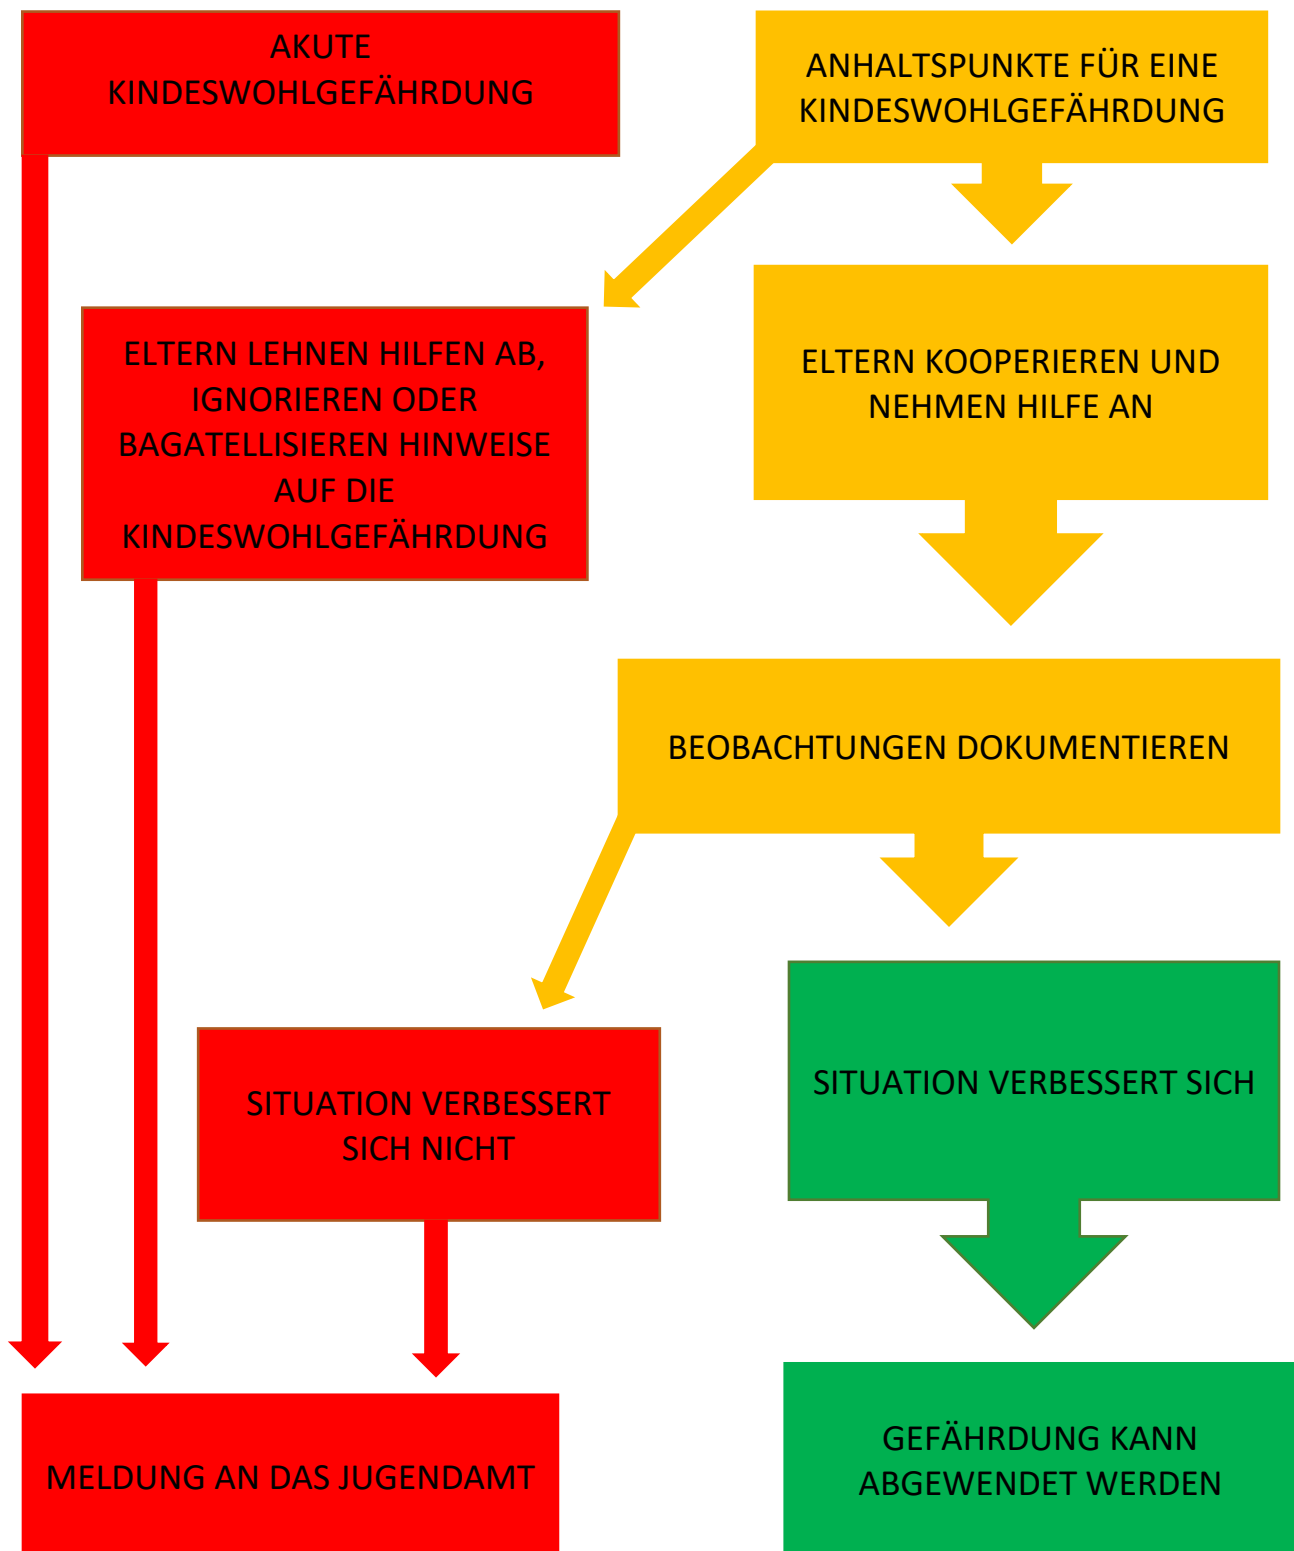 AKUTE
KINDESWOHLGEFÄHRDUNG
ANHALTSPUNKTE FÜR EINE
KINDESWOHLGEFÄHRDUNG
ELTERN LEHNEN HILFEN AB,
IGNORIEREN ODER
BAGATELLISIEREN HINWEISE
AUF DIE
KINDESWOHLGEFÄHRDUNG
ELTERN KOOPERIEREN UND
NEHMEN HILFE AN
BEOBACHTUNGEN DOKUMENTIEREN
SITUATION VERBESSERT
SICH NICHT
SITUATION VERBESSERT SICH
MELDUNG AN DAS JUGENDAMT
GEFÄHRDUNG KANN
ABGEWENDET WERDEN